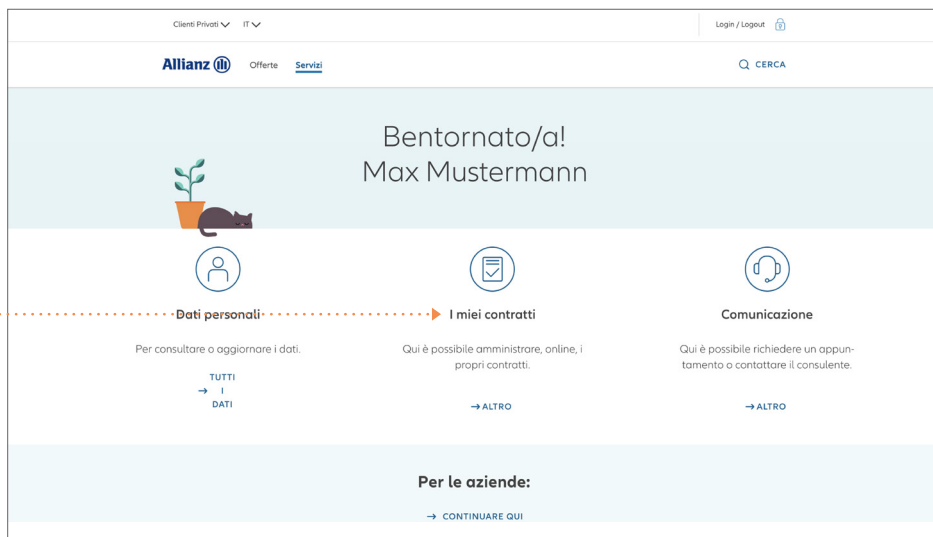 Clienti Privati IT Login / Logout
Allianz Offerte Servizi CERCA
Bentornato/a!
Max Mustermann
Dati personali
Per consultare o aggiornare i dati.
TUTTI
I
DATI
I miei contratti
Qui è possibile amministrare, online, i
propri contratti.
ALTRO
Comunicazione
Qui è possibile richiedere un appun-
tamento o contattare il consulente.
ALTRO
Per le aziende:
CONTINUARE QUI